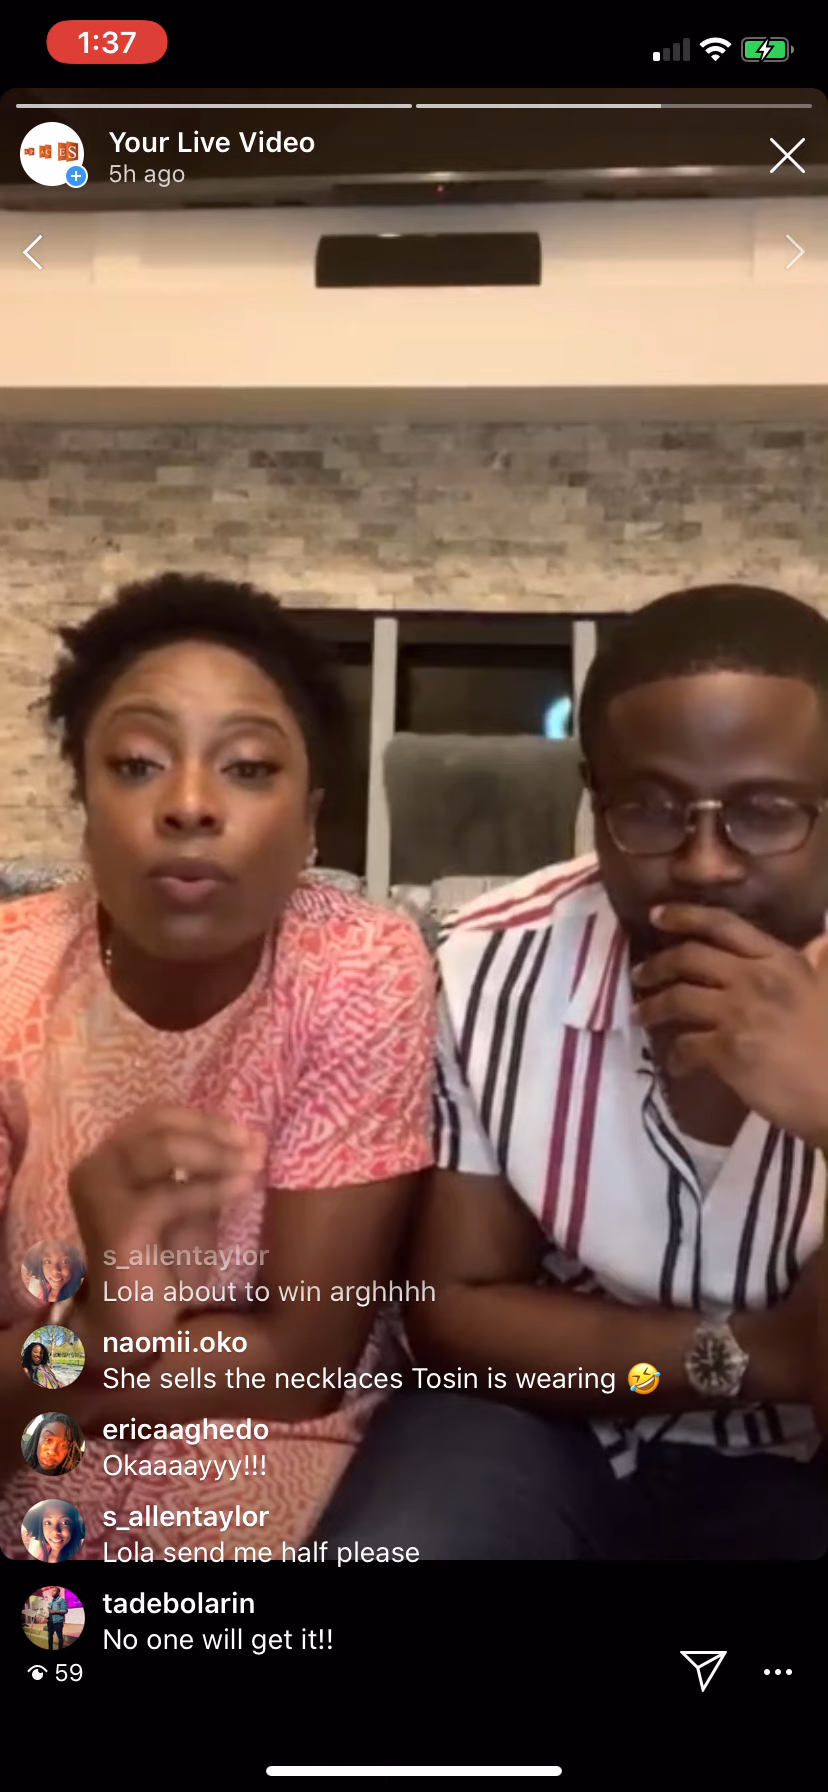 1:37
Your Live Video
5h ago
s_allentaylor
Lola about to win arghhhh
naomii.oko
She sells the necklaces Tosin is wearing 🤣
ericaaghedo
Okaaaayyy!!!
s_allentaylor
Lola send me half please
tadebolarin
No one will get it!!
59